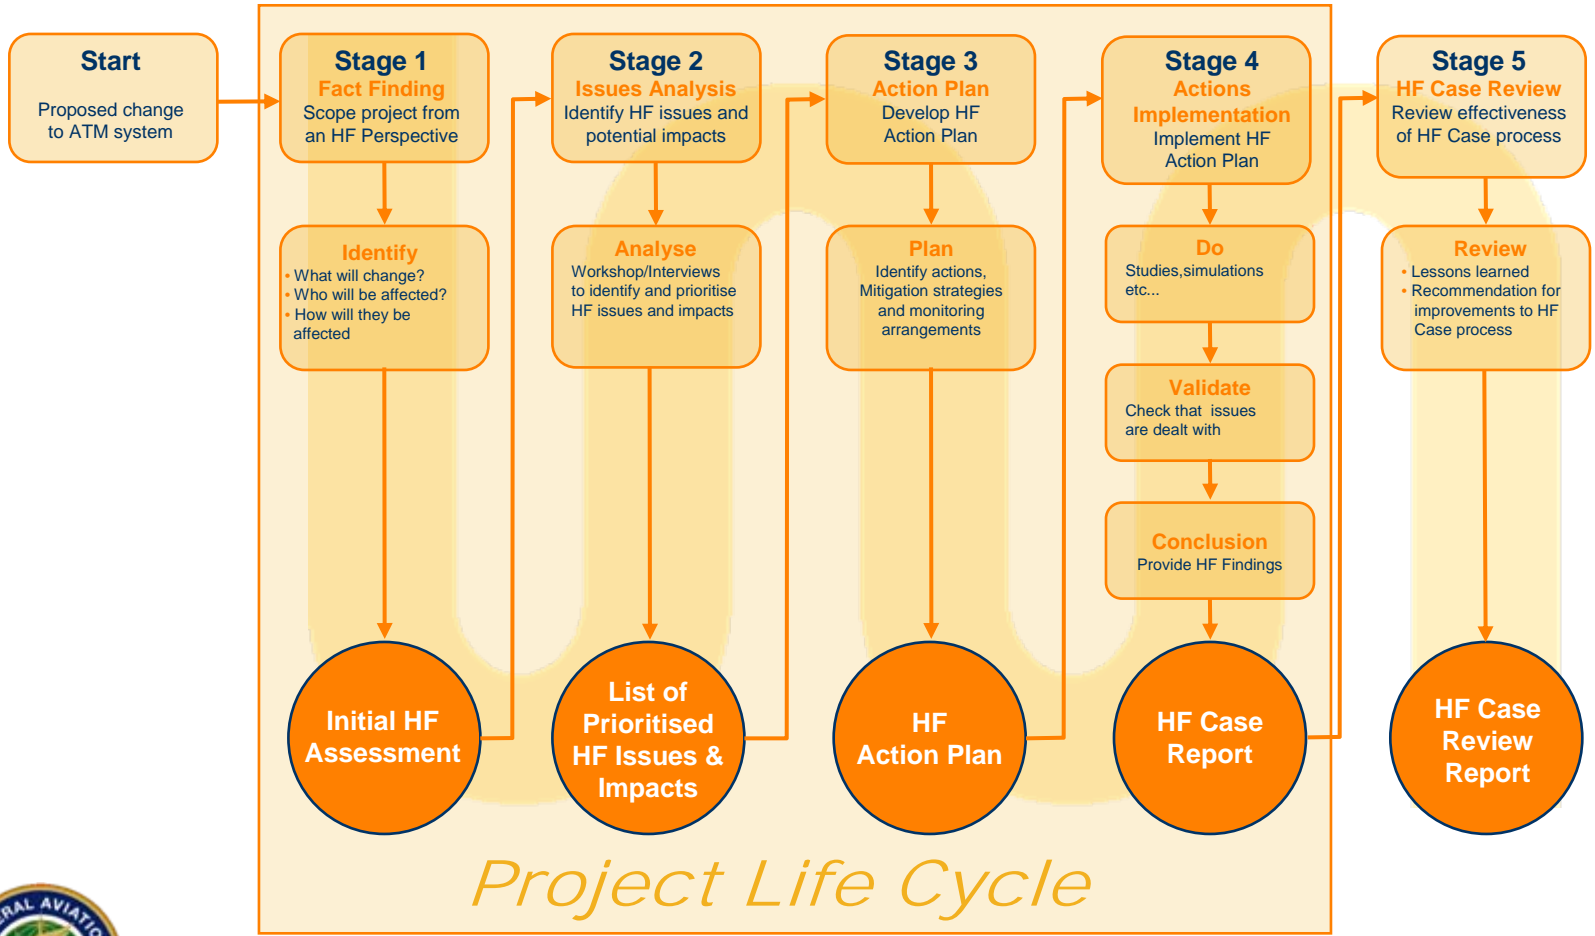 Start
Proposed change
to ATM system
Stage 1
Fact Finding
Scope project from
an HF Perspective
Identify
• What will change?
• Who will be affected?
• How will they be
affected
Initial HF
Assessment
Stage 2
Issues Analysis
Identify HF issues and
potential impacts
Analyse
Workshop/Interviews
to identify and prioritise
HF issues and impacts
List of
Prioritised
HF Issues &
Impacts
Stage 3
Action Plan
Develop HF
Action Plan
Plan
Identify actions,
Mitigation strategies
and monitoring
arrangements
HF
Action Plan
Stage 4
Actions
Implementation
Implement HF
Action Plan
Do
Studies,simulations
etc...
Validate
Check that issues
are dealt with
Conclusion
Provide HF Findings
HF Case
Report
Stage 5
HF Case Review
Review effectiveness
of HF Case process
Review
• Lessons learned
• Recommendation for
improvements to HF
Case process
HF Case
Review
Report
Project Life Cycle